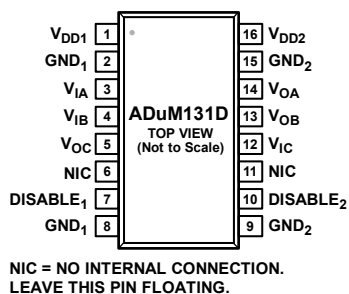 VDD1 1 16 VDD2
GND1 2 15 GND2
VIA 3 14 VOA
VIB 4 ADuM131D 13 VOB
TOP VIEW
VOC 5 (Not to Scale) 12 VIC
NIC 6 11 NIC
DISABLE1 7 10 DISABLE2
GND1 8 9 GND2
NIC = NO INTERNAL CONNECTION.
LEAVE THIS PIN FLOATING.